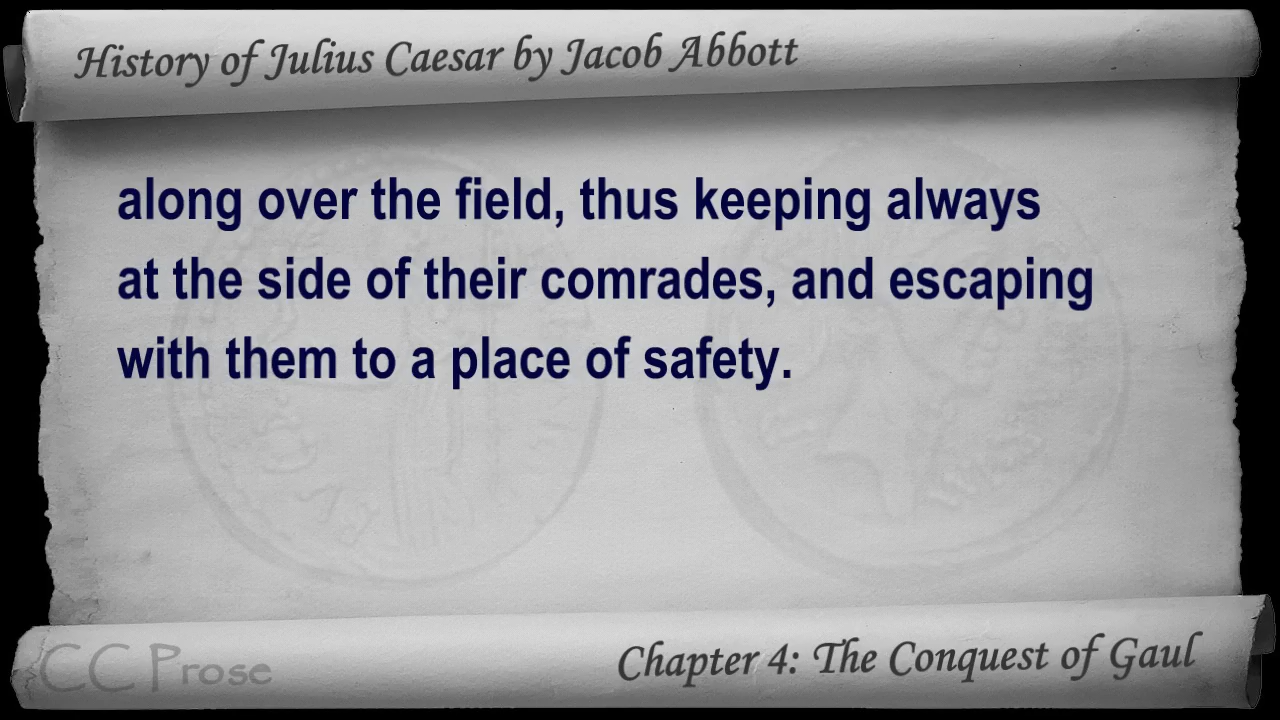 History of Julius Caesar by Jacob Abbott
along over the field, thus keeping always
at the side of their comrades, and escaping
with them to a place of safety.
CC Prose
Chapter 4: The Conquest of Gaul